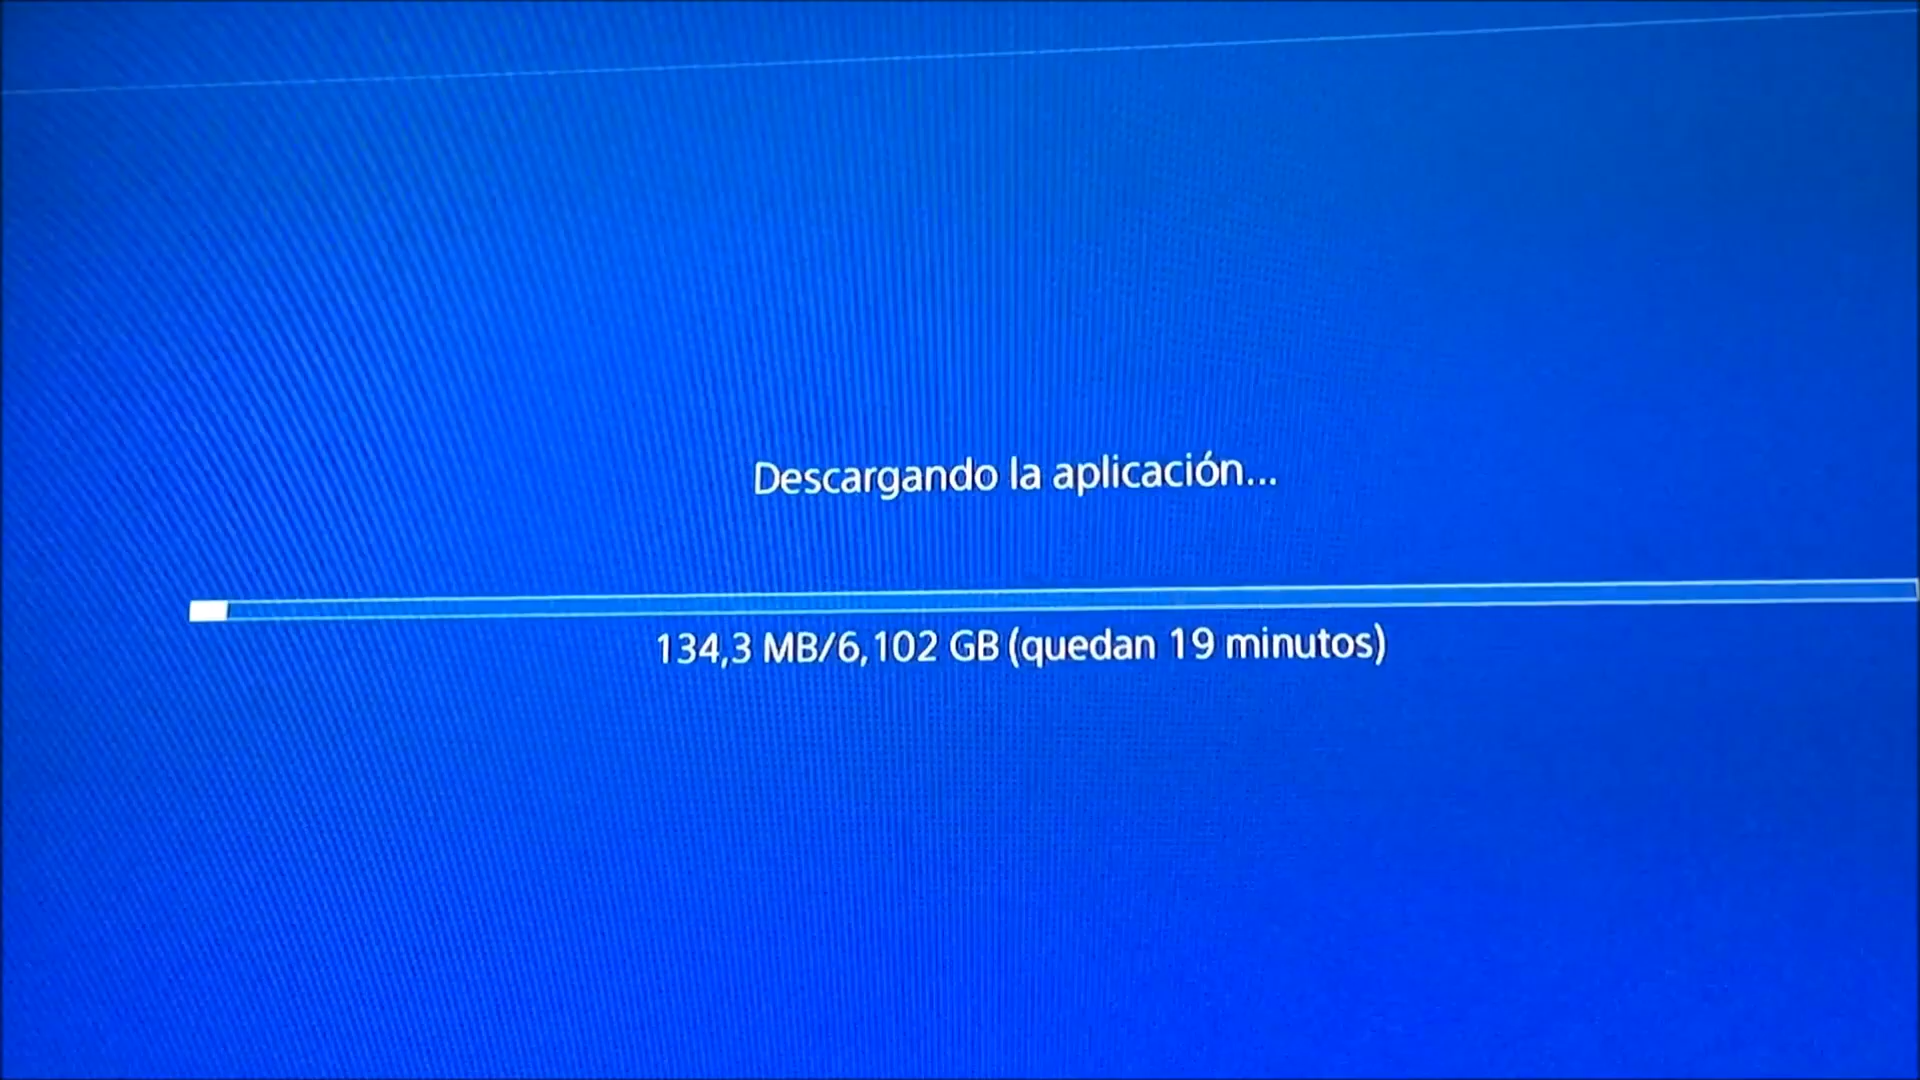 Descargando la aplicación...
134,3 MB/6,102 GB (quedan 19 minutos)